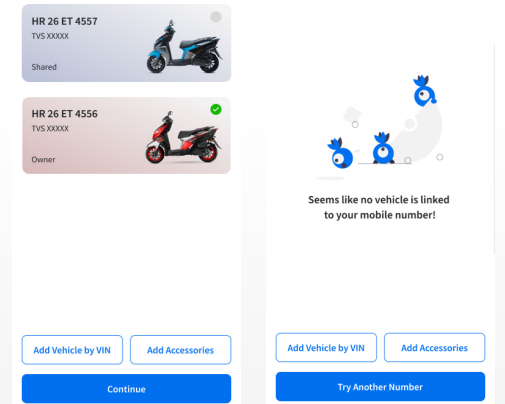 HR 26 ET 4557
TVS XXXXX
Shared
HR 26 ET 4556
TVS XXXXX
Owner
Add Vehicle by VIN
Add Accessories
Continue
Seems like no vehicle is linked
to your mobile number!
Add Vehicle by VIN
Add Accessories
Try Another Number